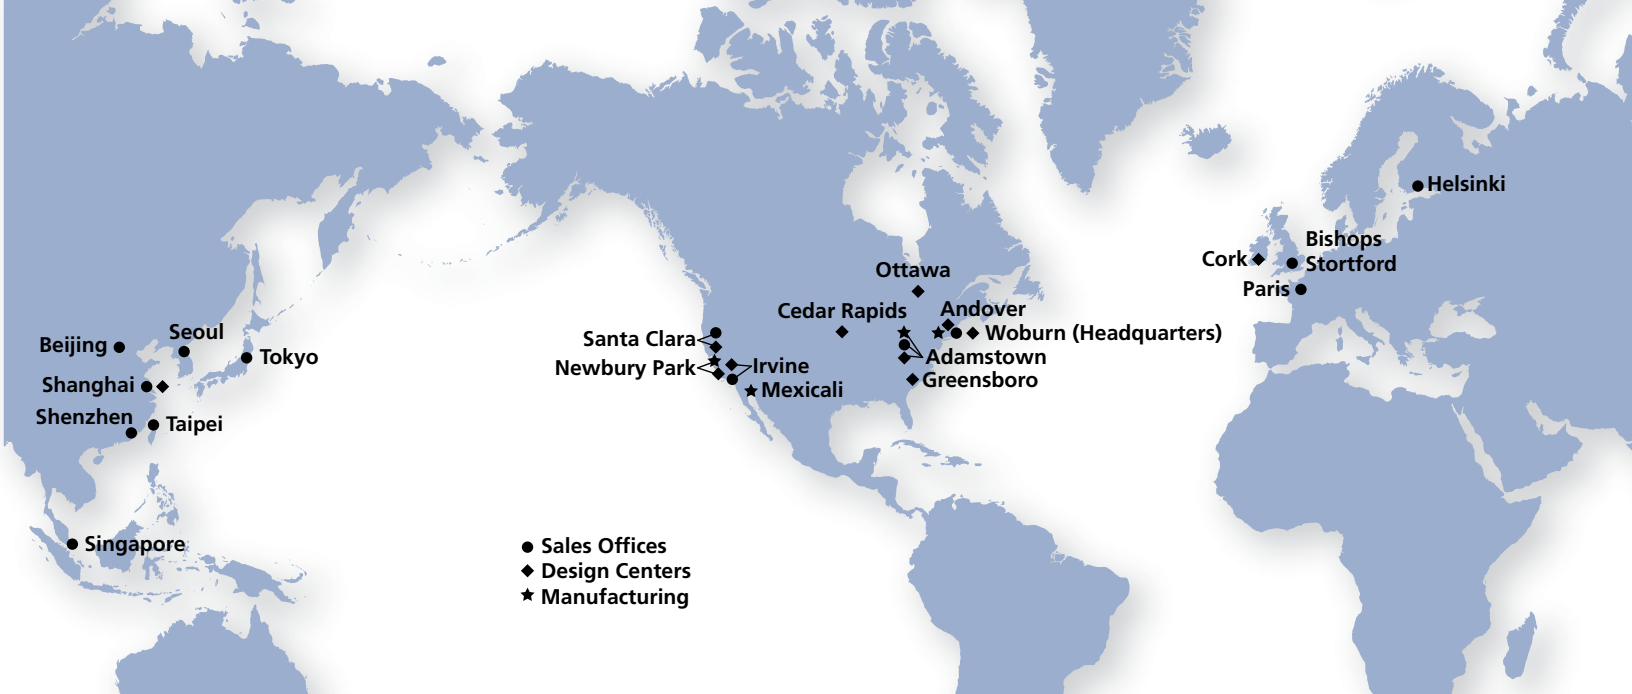 Helsinki
Bishops
Stortford
Cork
Paris
Ottawa
Cedar Rapids
Andover
Woburn (Headquarters)
Adamstown
Greensboro
Santa Clara
Newbury Park
Irvine
Mexicali
Beijing
Seoul
Tokyo
Shanghai
Shenzhen
Taipei
Singapore
Sales Offices
Design Centers
Manufacturing